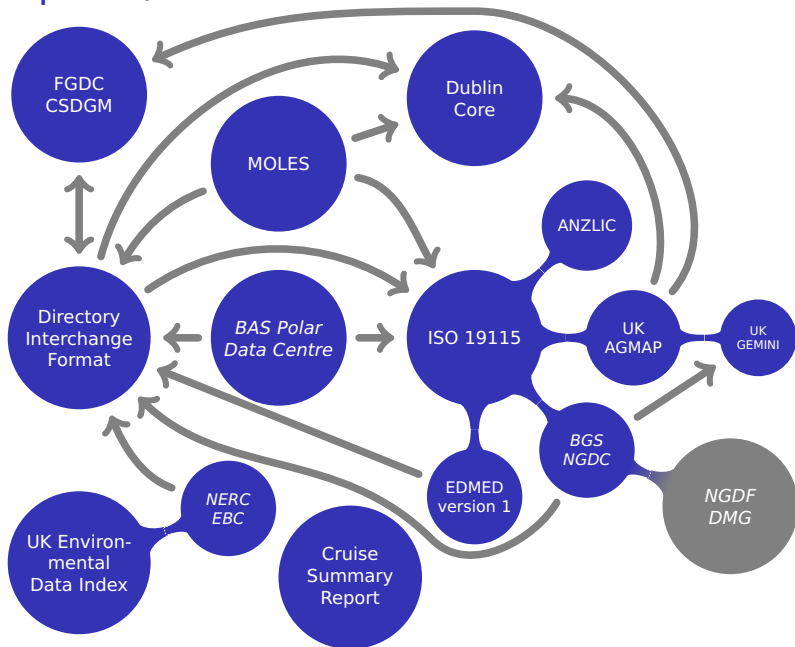 FGDC
CSDGM
Dublin
Core
MOLES
ANZLIC
Directory
Interchange
Format
BAS Polar
Data Centre
ISO 19115
UK
AGMAP
UK
GEMINI
BGS
NGDC
NERC
EBC
EDMED
version 1
NGDF
DMG
UK Environ-
mental
Data Index
Cruise
Summary
Report